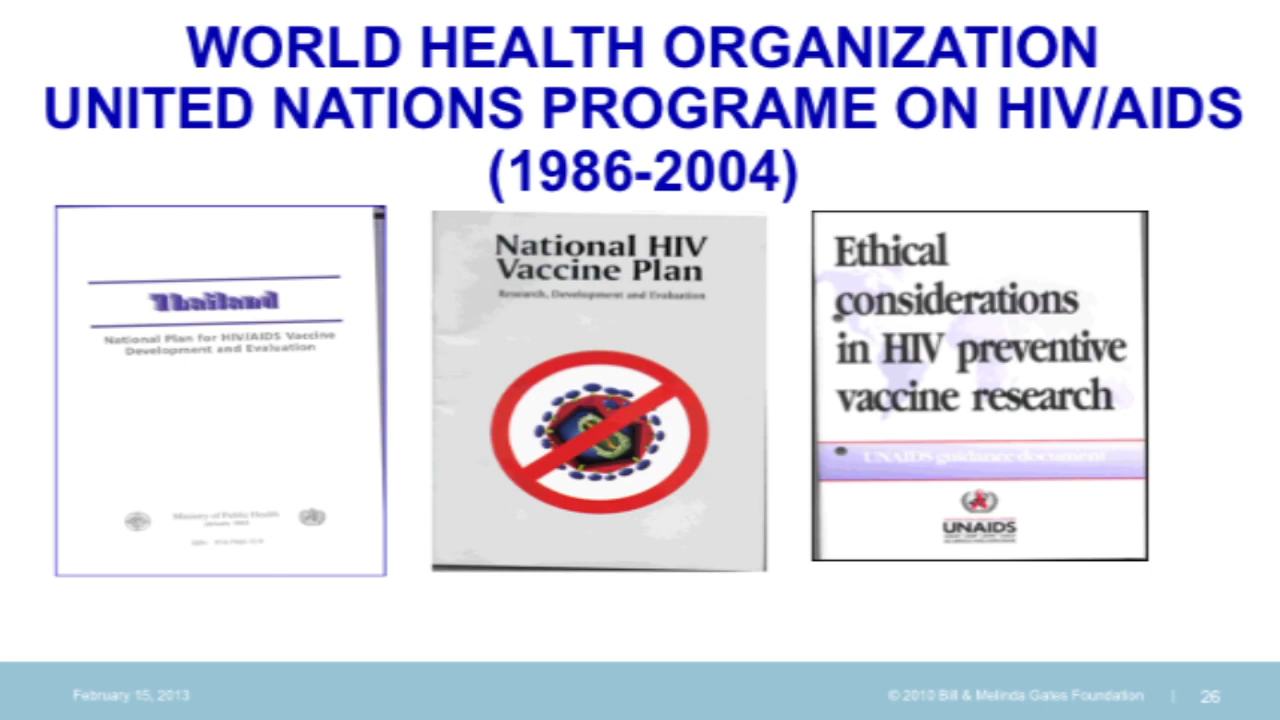 WORLD HEALTH ORGANIZATION
UNITED NATIONS PROGRAME ON HIV/AIDS
(1986-2004)
Thailand
National Plan for HIV/AIDS Vaccine
Development and Evaluation
Ministry of Public Health
National HIV
Vaccine Plan
Research, Development and Evaluation
Ethical
considerations
in HIV preventive
vaccine research
UNAIDS guidance document
UNAIDS
February 15, 2013
© 2010 Bill & Melinda Gates Foundation | 26